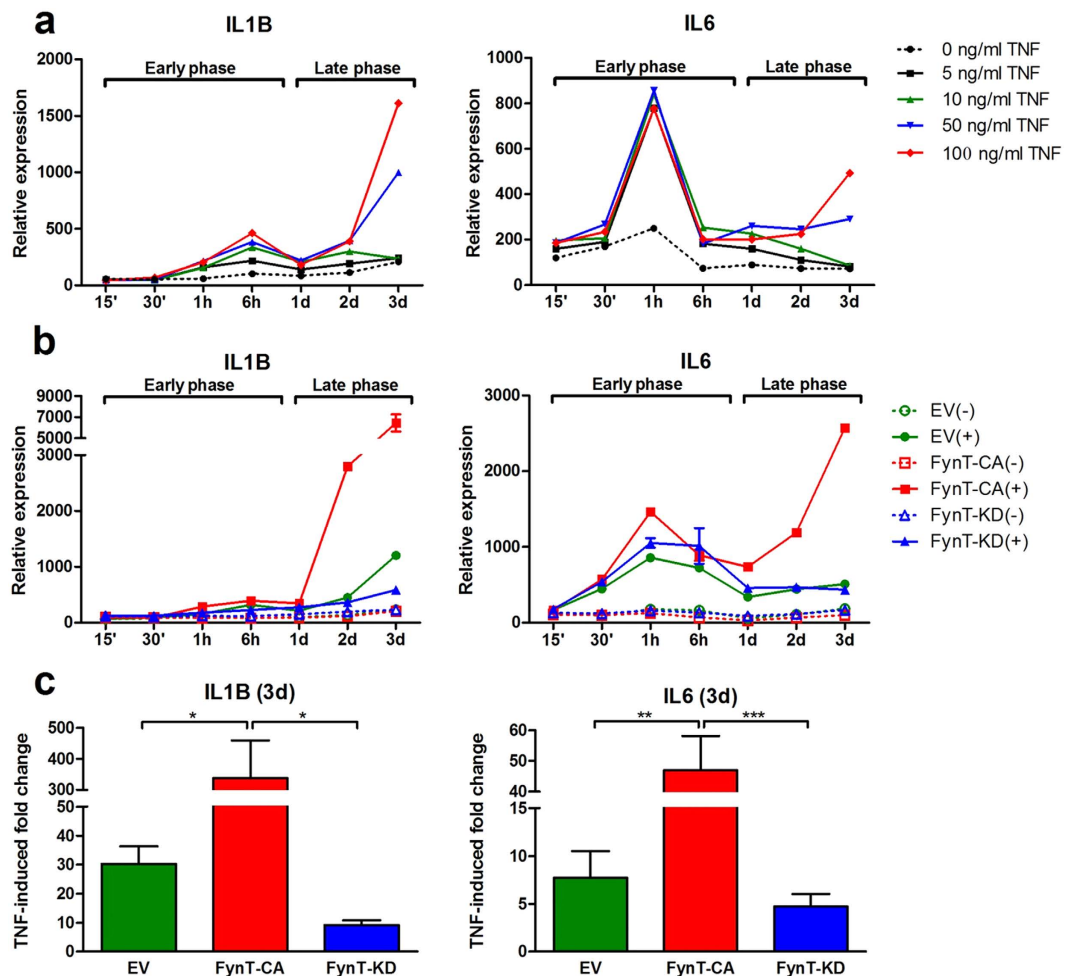 a
IL1B
Early phase
Late phase
Relative expression
2000
1500
1000
500
0
15' 30' 1h 6h 1d 2d 3d
IL6
Early phase
Late phase
Relative expression
1000
800
600
400
200
0
15' 30' 1h 6h 1d 2d 3d
0 ng/ml TNF
5 ng/ml TNF
10 ng/ml TNF
50 ng/ml TNF
100 ng/ml TNF
b
IL1B
Early phase
Late phase
Relative expression
9000
7000
5000
3000
2000
1000
0
15' 30' 1h 6h 1d 2d 3d
IL6
Early phase
Late phase
Relative expression
3000
2000
1000
0
15' 30' 1h 6h 1d 2d 3d
EV(-)
EV(+)
FynT-CA(-)
FynT-CA(+)
FynT-KD(-)
FynT-KD(+)
c
IL1B (3d)
* *
TNF-induced fold change
500
400
300
50
40
30
20
10
0
EV FynT-CA FynT-KD
IL6 (3d)
** ***
TNF-induced fold change
60
50
40
15
10
5
0
EV FynT-CA FynT-KD